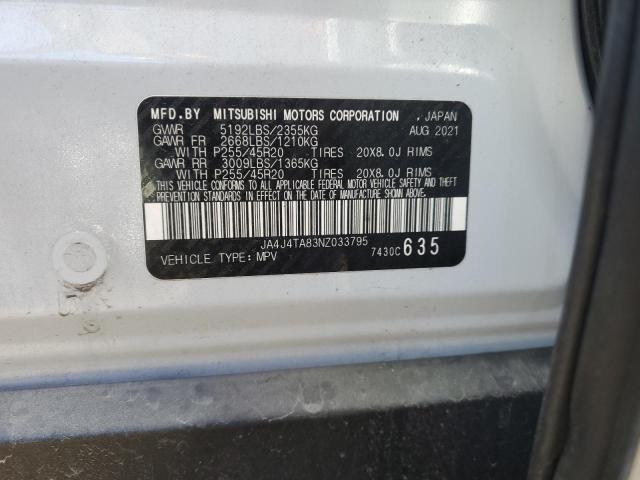 MFD.BY MITSUBISHI MOTORS CORPORATION . JAPAN
GVWR 5192LBS/2355KG AUG 2021
GAWR FR 2668LBS/1210KG
WITH P255/45R20 TIRES 20X8.0J RIMS
GAWR RR 3009LBS/1365KG
WITH P255/45R20 TIRES 20X8.0J RIMS
THIS VEHICLE CONFORMS TO ALL APPLICABLE FEDERAL MOTOR VEHICLE SAFETY, BUMPER AND THEFT
PREVENTION STANDARDS IN EFFECT ON THE DATE OF MANUFACTURE SHOWN ABOVE.
JA4J4TA83NZ033795
VEHICLE TYPE: MPV 7430C 635